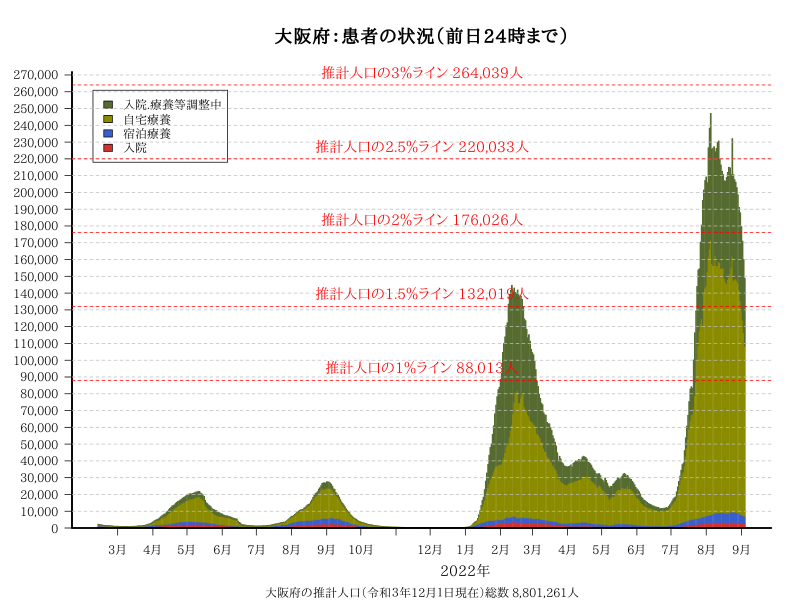 大阪府：患者の状況（前日24時まで）
270,000
260,000
250,000
240,000
230,000
220,000
210,000
200,000
190,000
180,000
170,000
160,000
150,000
140,000
130,000
120,000
110,000
100,000
90,000
80,000
70,000
60,000
50,000
40,000
30,000
20,000
10,000
0
推計人口の3%ライン 264,039人
入院,療養等調整中
自宅療養
宿泊療養
入院
推計人口の2.5%ライン 220,033人
推計人口の2%ライン 176,026人
推計人口の1.5%ライン 132,019人
推計人口の1%ライン 88,013人
3月 4月 5月 6月 7月 8月 9月 10月 12月 1月 2月 3月 4月 5月 6月 7月 8月 9月
2022年
大阪府の推計人口（令和3年12月1日現在）総数 8,801,261人